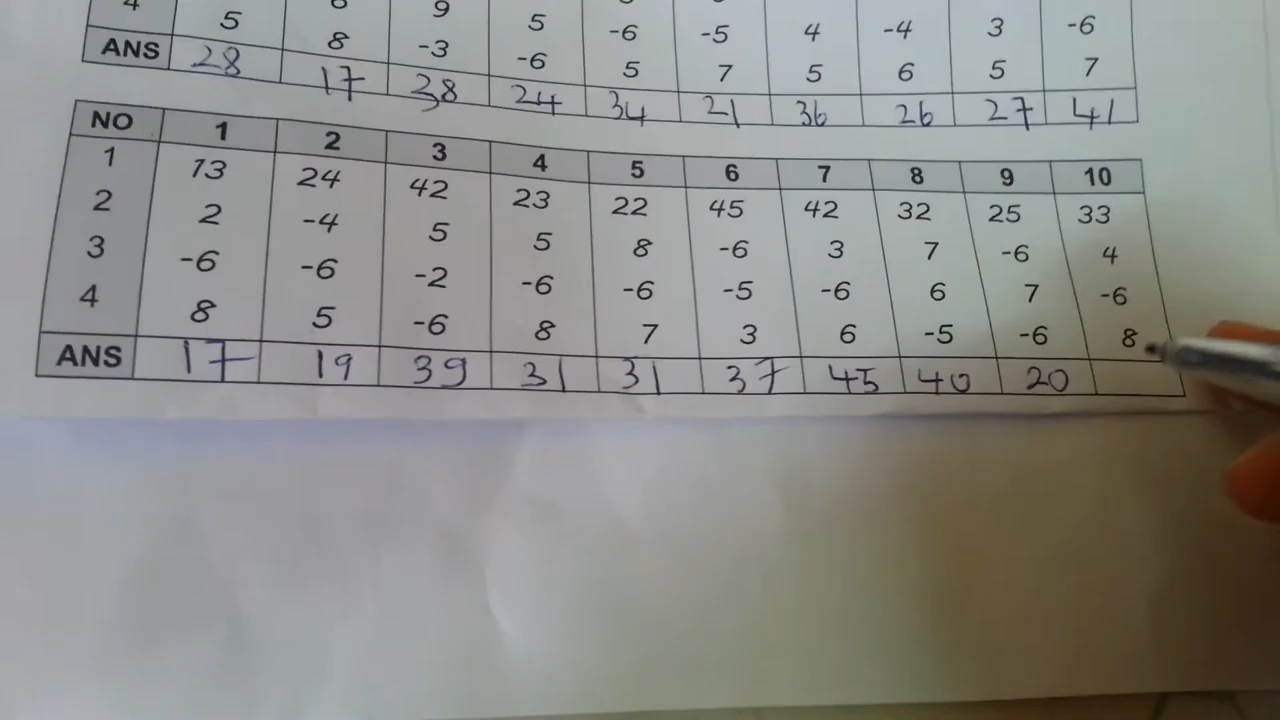 5 8 9 5 -6 -5 4 -4 3 -6
ANS 28 8 -3 -6 5 7 5 6 5 7
17 38 24 34 21 36 26 27 41
NO 1 2 3 4 5 6 7 8 9 10
1 13 24 42 23 22 45 42 32 25 33
2 2 -4 5 5 8 -6 3 7 -6 4
3 -6 -6 -2 -6 -6 -5 -6 6 7 -6
4 8 5 -6 8 7 3 6 -5 -6 8
ANS 17 19 39 31 31 37 45 40 20